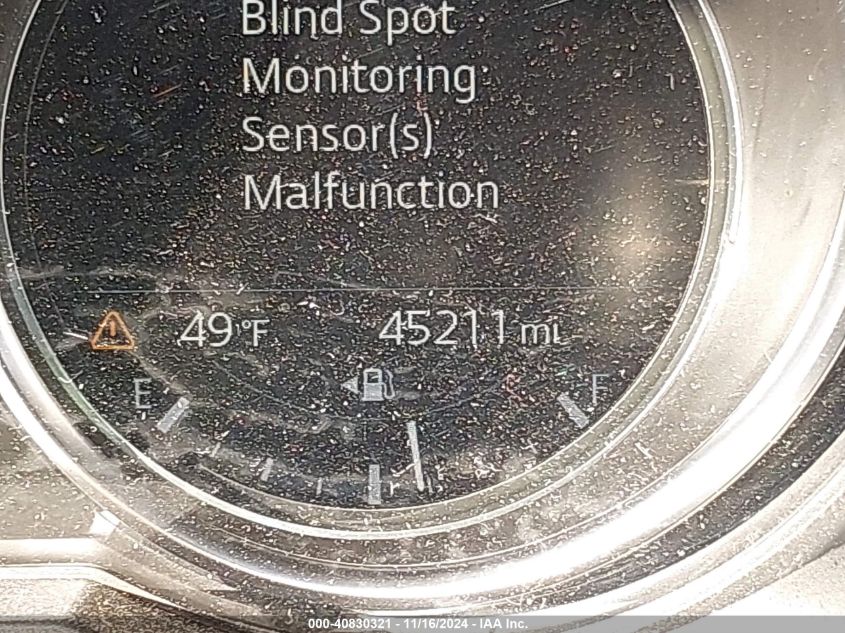 Blind Spot
Monitoring
Sensor(s)
Malfunction
49°F 45211 mi
E F
000-40830321 - 11/16/2024 - IAA Inc.